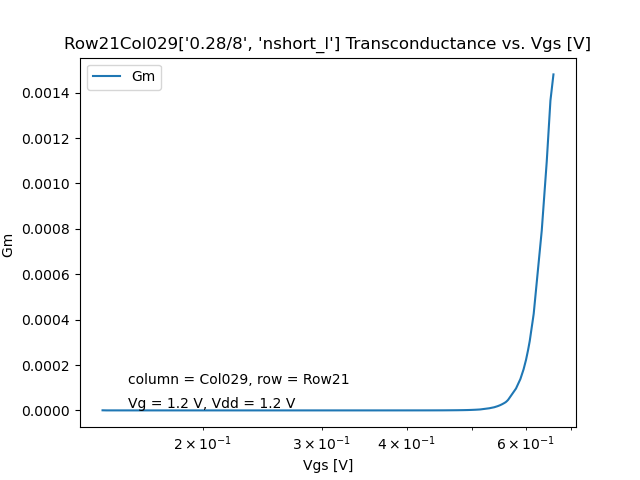 Row21Col029['0.28/8', 'nshort_l'] Transconductance vs. Vgs [V]
Gm
0.0014
0.0012
0.0010
0.0008
Gm
0.0006
0.0004
0.0002
column = Col029, row = Row21
Vg = 1.2 V, Vdd = 1.2 V
0.0000
2 × 10⁻¹ 3 × 10⁻¹ 4 × 10⁻¹ 6 × 10⁻¹
Vgs [V]